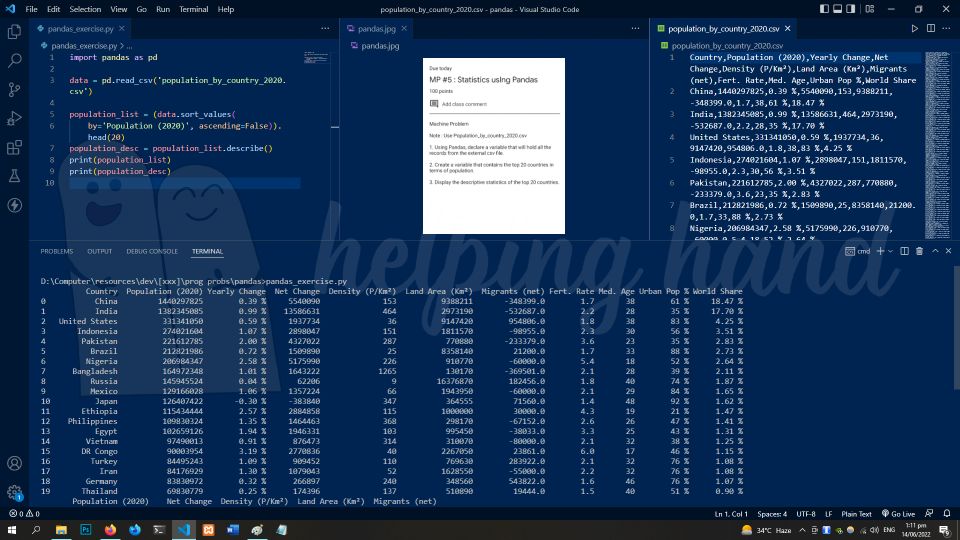 File Edit Selection View Go Run Terminal Help
population_by_country_2020.csv - pandas - Visual Studio Code
pandas_exercise.py
pandas_exercise.py > ...
1 import pandas as pd
2
3 data = pd.read_csv('population_by_country_2020.
csv')
4
5 population_list = (data.sort_values(
6 by='Population (2020)', ascending=False)).
head(20)
7 population_desc = population_list.describe()
8 print(population_list)
9 print(population_desc)
10
pandas.jpg
pandas.jpg
Due today
MP #5 : Statistics using Pandas
100 points
Add class comment
Machine Problem
Note : Use Population_by_country_2020.csv
1. Using Pandas, declare a variable that will hold all the
records from the external csv file.
2. Create a variable that contains the top 20 countries in
terms of population.
3. Display the descriptive statistics of the top 20 countries.
population_by_country_2020.csv
population_by_country_2020.csv
1 Country,Population (2020),Yearly Change,Net
Change,Density (P/Km²),Land Area (Km²),Migrants
(net),Fert. Rate,Med. Age,Urban Pop %,World Share
2 China,1440297825,0.39 %,5540090,153,9388211,
-348399.0,1.7,38,61 %,18.47 %
3 India,1382345085,0.99 %,13586631,464,2973190,
-532687.0,2.2,28,35 %,17.70 %
4 United States,331341050,0.59 %,1937734,36,
9147420,954806.0,1.8,38,83 %,4.25 %
5 Indonesia,274021604,1.07 %,2898047,151,1811570,
-98955.0,2.3,30,56 %,3.51 %
6 Pakistan,221612785,2.00 %,4327022,287,770880,
-233379.0,3.6,23,35 %,2.83 %
7 Brazil,212821986,0.72 %,1509890,25,8358140,21200.
0,1.7,33,88 %,2.73 %
8 Nigeria,206984347,2.58 %,5175990,226,910770,
-60000.0,5.4,18,52 %,2.64 %
helping hand
PROBLEMS OUTPUT DEBUG CONSOLE TERMINAL
cmd
D:\Computer\resources\dev\[xxx]\prog probs\pandas>pandas_exercise.py
Country Population (2020) Yearly Change Net Change Density (P/Km²) Land Area (Km²) Migrants (net) Fert. Rate Med. Age Urban Pop % World Share
0 China 1440297825 0.39 % 5540090 153 9388211 -348399.0 1.7 38 61 % 18.47 %
1 India 1382345085 0.99 % 13586631 464 2973190 -532687.0 2.2 28 35 % 17.70 %
2 United States 331341050 0.59 % 1937734 36 9147420 954806.0 1.8 38 83 % 4.25 %
3 Indonesia 274021604 1.07 % 2898047 151 1811570 -98955.0 2.3 30 56 % 3.51 %
4 Pakistan 221612785 2.00 % 4327022 287 770880 -233379.0 3.6 23 35 % 2.83 %
5 Brazil 212821986 0.72 % 1509890 25 8358140 21200.0 1.7 33 88 % 2.73 %
6 Nigeria 206984347 2.58 % 5175990 226 910770 -60000.0 5.4 18 52 % 2.64 %
7 Bangladesh 164972348 1.01 % 1643222 1265 130170 -369501.0 2.1 28 39 % 2.11 %
8 Russia 145945524 0.04 % 62206 9 16376870 182456.0 1.8 40 74 % 1.87 %
9 Mexico 129166028 1.06 % 1357224 66 1943950 -60000.0 2.1 29 84 % 1.65 %
10 Japan 126407422 -0.30 % -383840 347 364555 71560.0 1.4 48 92 % 1.62 %
11 Ethiopia 115434444 2.57 % 2884858 115 1000000 30000.0 4.3 19 21 % 1.47 %
12 Philippines 109830324 1.35 % 1464463 368 298170 -67152.0 2.6 26 47 % 1.41 %
13 Egypt 102659126 1.94 % 1946331 103 995450 -38033.0 3.3 25 43 % 1.31 %
14 Vietnam 97490013 0.91 % 876473 314 310070 -80000.0 2.1 32 38 % 1.25 %
15 DR Congo 90003954 3.19 % 2770836 40 2267050 23861.0 6.0 17 46 % 1.15 %
16 Turkey 84495243 1.09 % 909452 110 769630 283922.0 2.1 32 76 % 1.08 %
17 Iran 84176929 1.30 % 1079043 52 1628550 -55000.0 2.2 32 76 % 1.08 %
18 Germany 83830972 0.32 % 266897 240 348560 543822.0 1.6 46 76 % 1.07 %
19 Thailand 69830779 0.25 % 174396 137 510890 19444.0 1.5 40 51 % 0.90 %
Population (2020) Net Change Density (P/Km²) Land Area (Km²) Migrants (net)
0 0 Ln 1, Col 1 Spaces: 4 UTF-8 LF Plain Text Go Live
34°C Haze ENG 1:11 pm
14/06/2022